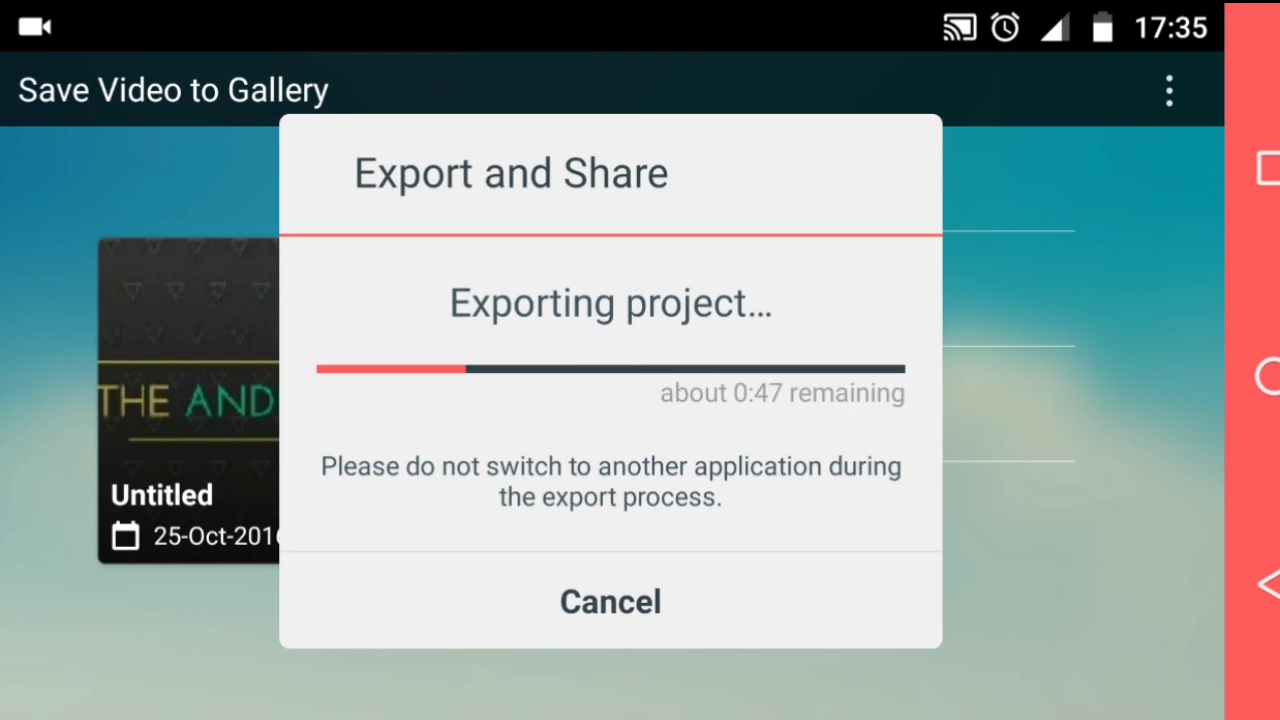 17:35
Save Video to Gallery
Export and Share
Exporting project...
about 0:47 remaining
Please do not switch to another application during
the export process.
Cancel
THE AND
Untitled
25-Oct-201